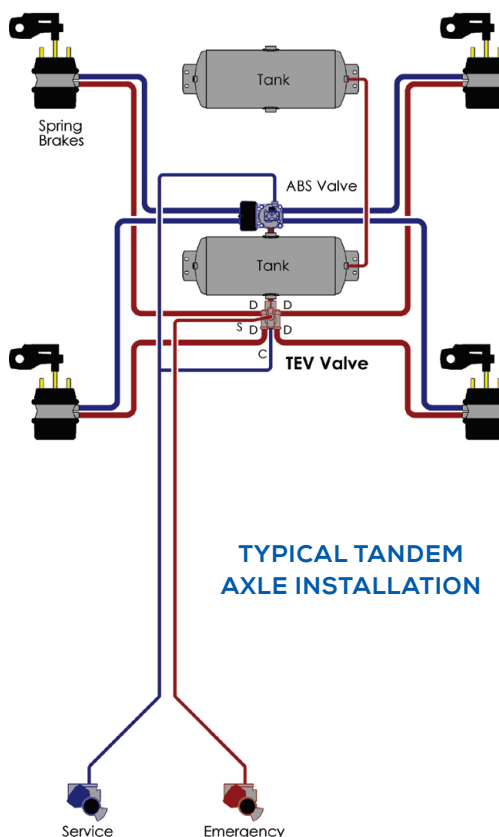 Tank
Spring
Brakes
ABS Valve
Tank
D D
S
D D
C
TEV Valve
TYPICAL TANDEM
AXLE INSTALLATION
Service
Emergency